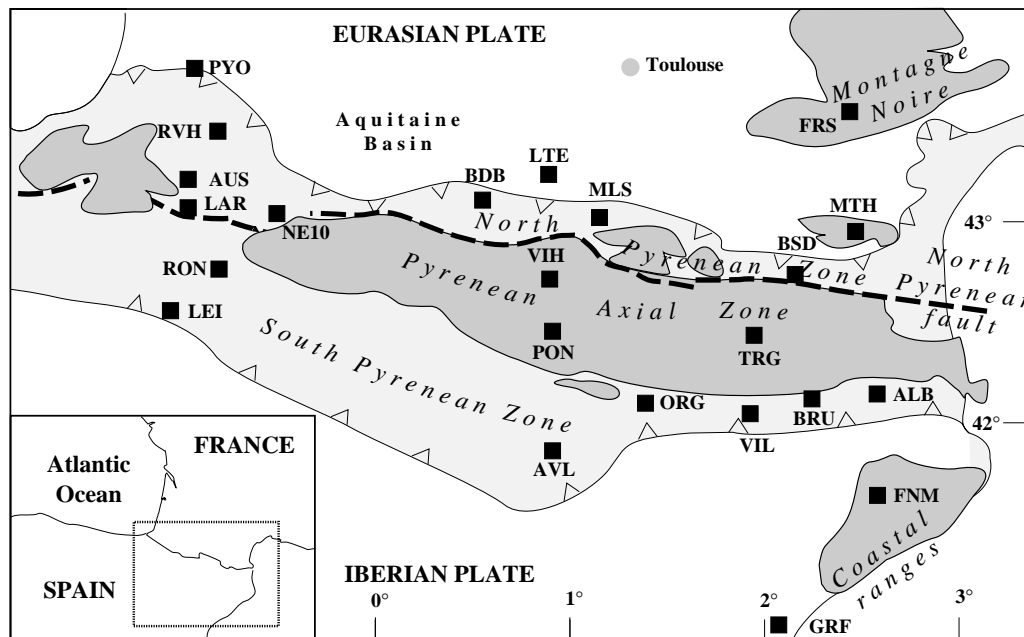 EURASIAN PLATE
PYO
Toulouse
Montagne
Noire
FRS
RVH
Aquitaine
Basin
LTE
BDB
MLS
AUS
LAR
NE10
North
Pyrenean
Zone
MTH
BSD
43°
North
Pyrenean
fault
VIH
RON
LEI
Pyrenean
Axial
Zone
PON
TRG
South Pyrenean Zone
ORG
VIL
BRU
ALB
42°
AVL
FNM
Coastal
ranges
FRANCE
Atlantic
Ocean
SPAIN
IBERIAN PLATE
0°
1°
2°
3°
GRF